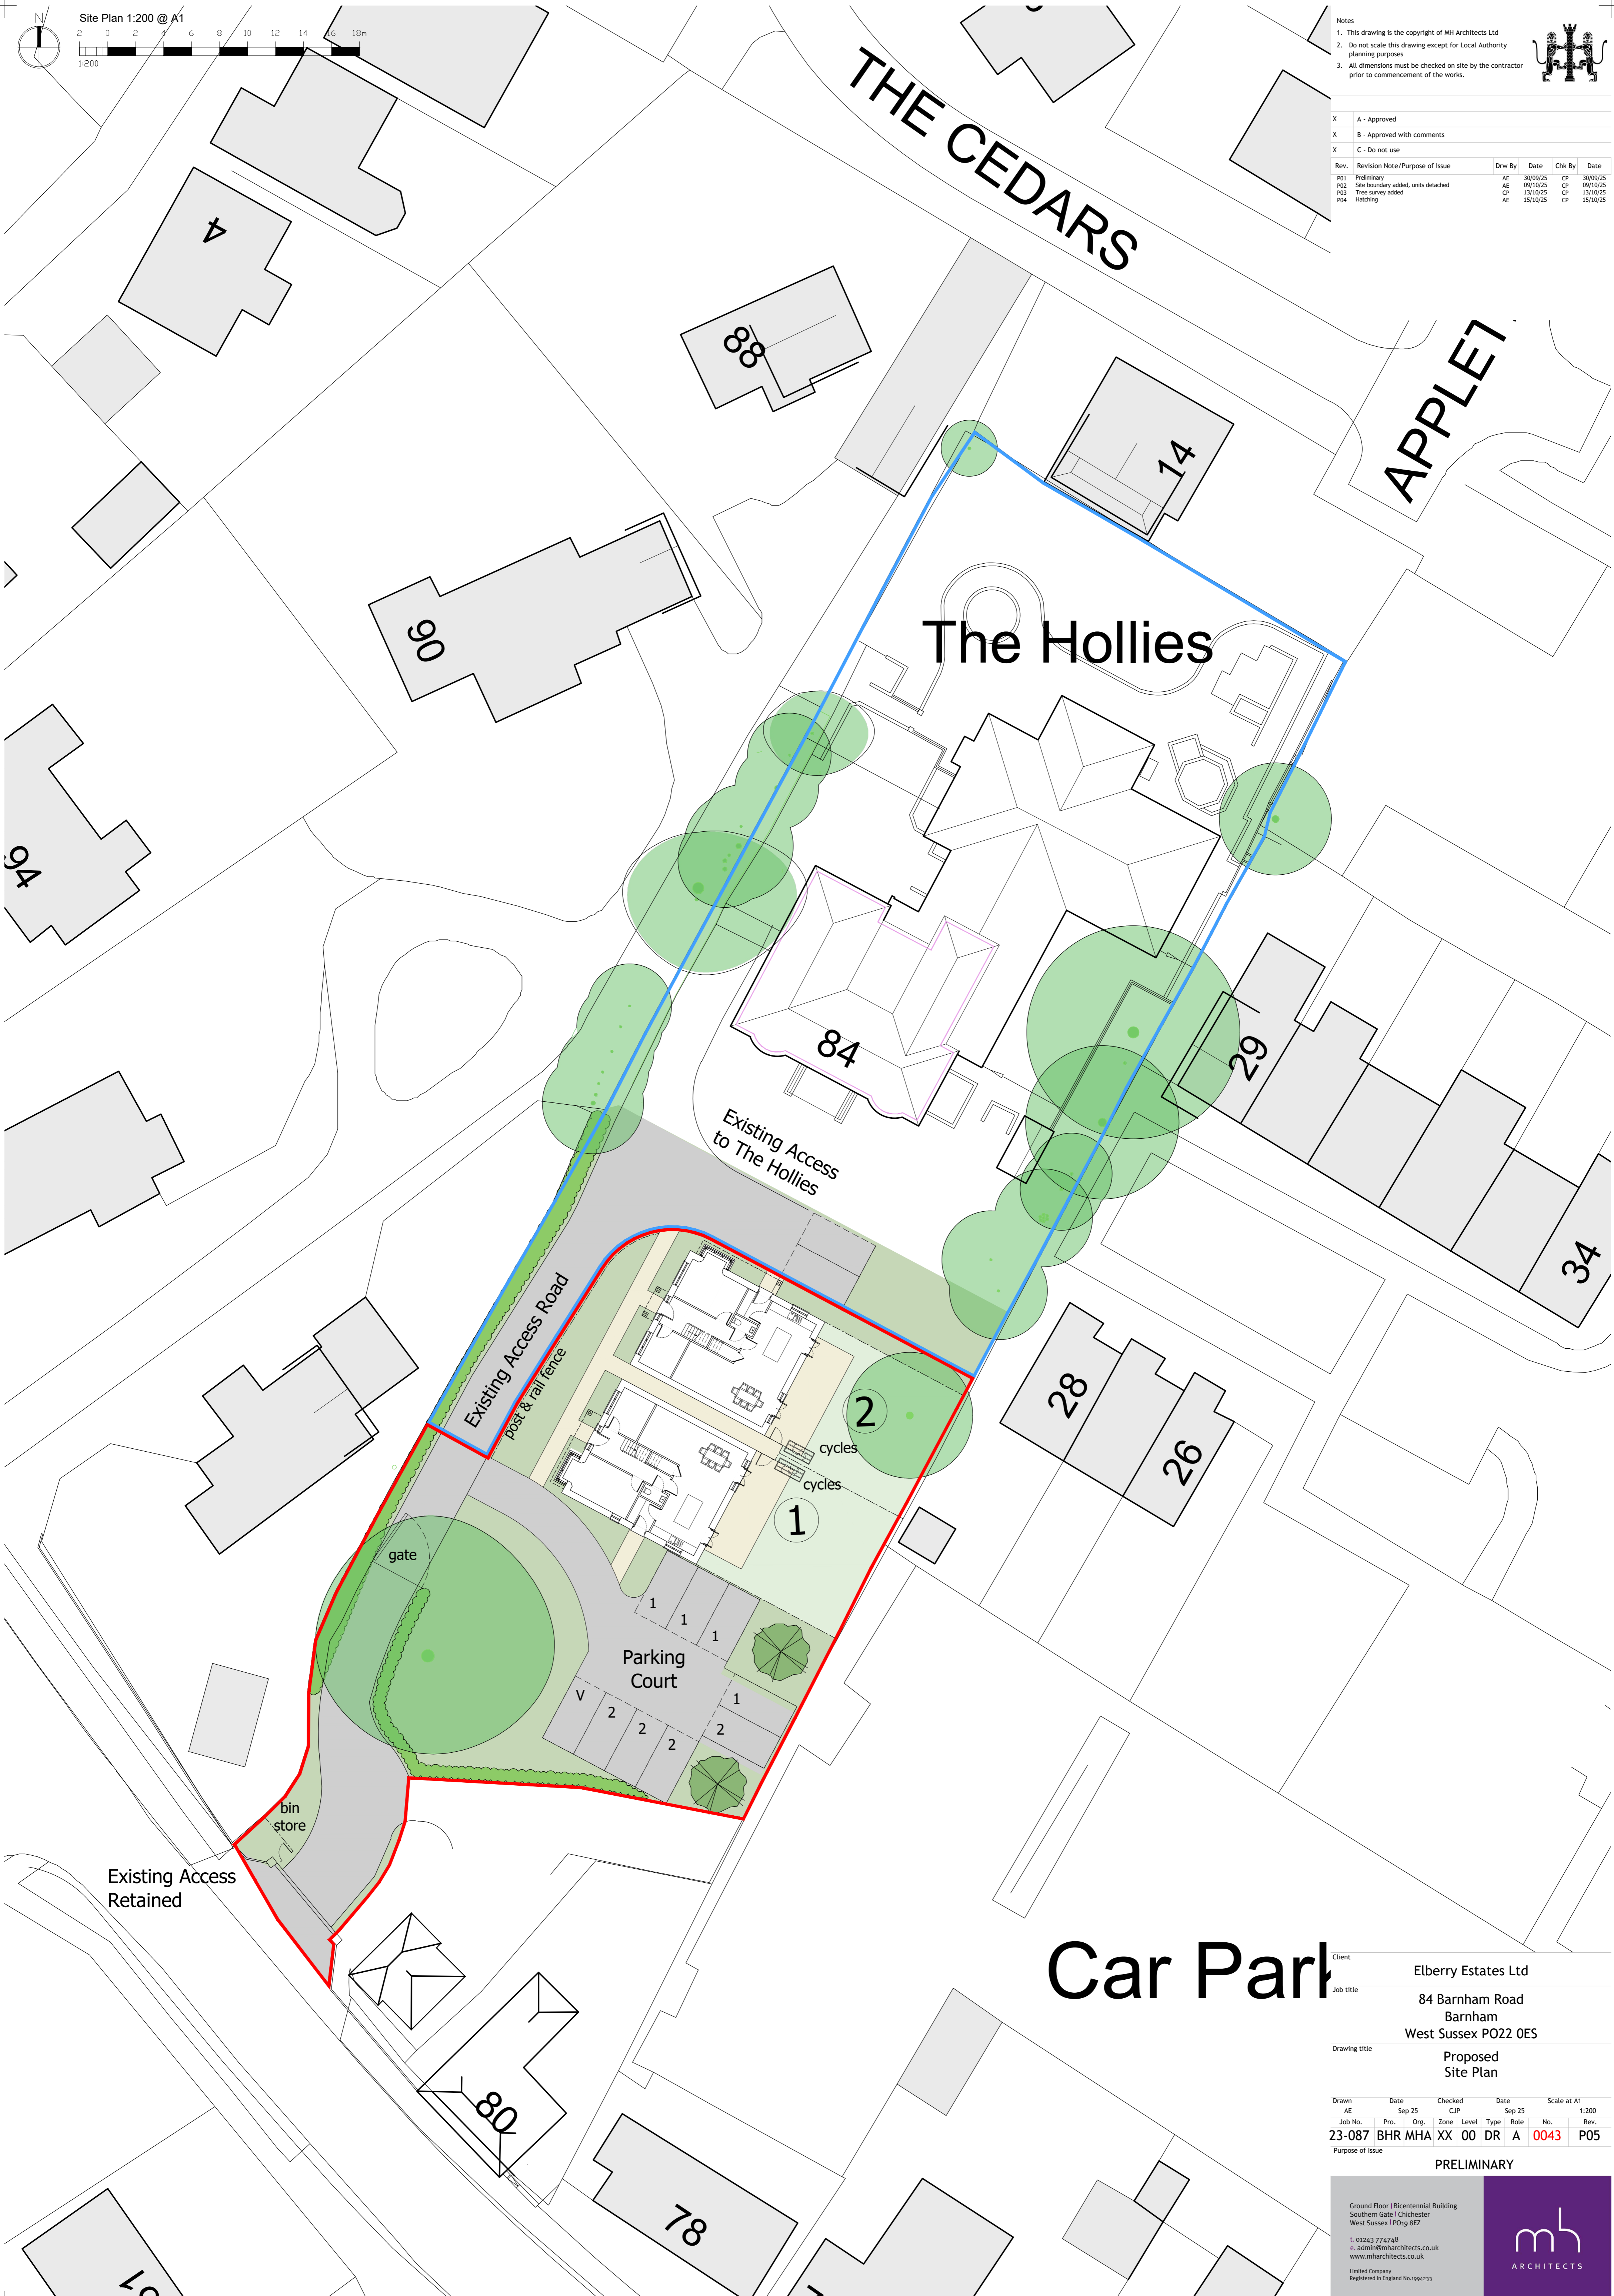 N
Site Plan 1:200 @ A1
2 0 2 4 6 8 10 12 14 16 18m
1:200
Notes
1. This drawing is the copyright of MH Architects Ltd
2. Do not scale this drawing except for Local Authority
planning purposes
3. All dimensions must be checked on site by the contractor
prior to commencement of the works.
X A - Approved
X B - Approved with comments
X C - Do not use
Rev. Revision Note/Purpose of Issue Drw By Date Chk By Date
P01 Preliminary AE 30/09/25 CP 30/09/25
P02 Site boundary added, units detached AE 09/10/25 CP 09/10/25
P03 Tree survey added CP 13/10/25 CP 13/10/25
P04 Hatching AE 15/10/25 CP 15/10/25
THE CEDARS
4
88
14
APPLET
90
The Hollies
94
84
29
34
Existing Access
to The Hollies
Existing Access Road
post & rail fence
28
26
2
cycles
cycles
1
gate
1
1
1
Parking
Court
V
2
2
2
1
2
bin
store
Existing Access
Retained
80
78
Car Park
Client
Elberry Estates Ltd
Job title
84 Barnham Road
Barnham
West Sussex PO22 0ES
Drawing title
Proposed
Site Plan
Drawn Date Checked Date Scale at A1
AE Sep 25 CJP Sep 25 1:200
Job No. Pro. Org. Zone Level Type Role No. Rev.
23-087 BHR MHA XX 00 DR A 0043 P05
Purpose of Issue
PRELIMINARY
Ground Floor | Bicentennial Building
Southern Gate | Chichester
West Sussex | PO19 8EZ
t. 01243 774748
e. admin@mharchitects.co.uk
www.mharchitects.co.uk
Limited Company
Registered in England No.1994233
mh
ARCHITECTS